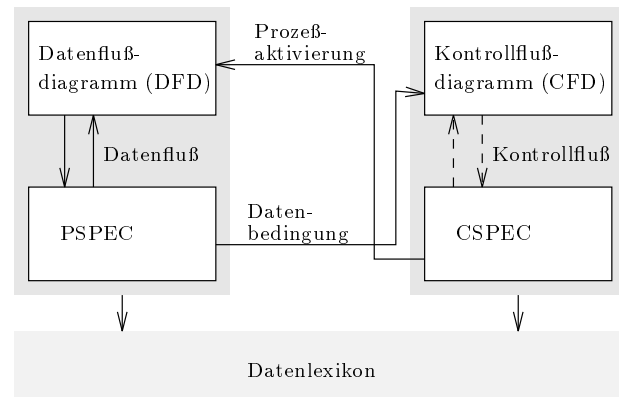 Datenfluß-
diagramm (DFD)
Prozeß-
aktivierung
Kontrollfluß-
diagramm (CFD)
Datenfluß
Kontrollfluß
PSPEC
Daten-
bedingung
CSPEC
Datenlexikon